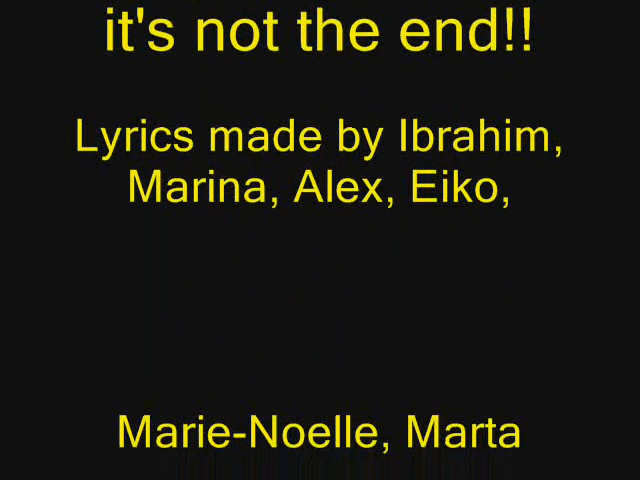 it's not the end!!
Lyrics made by Ibrahim,
Marina, Alex, Eiko,
Marie-Noelle, Marta